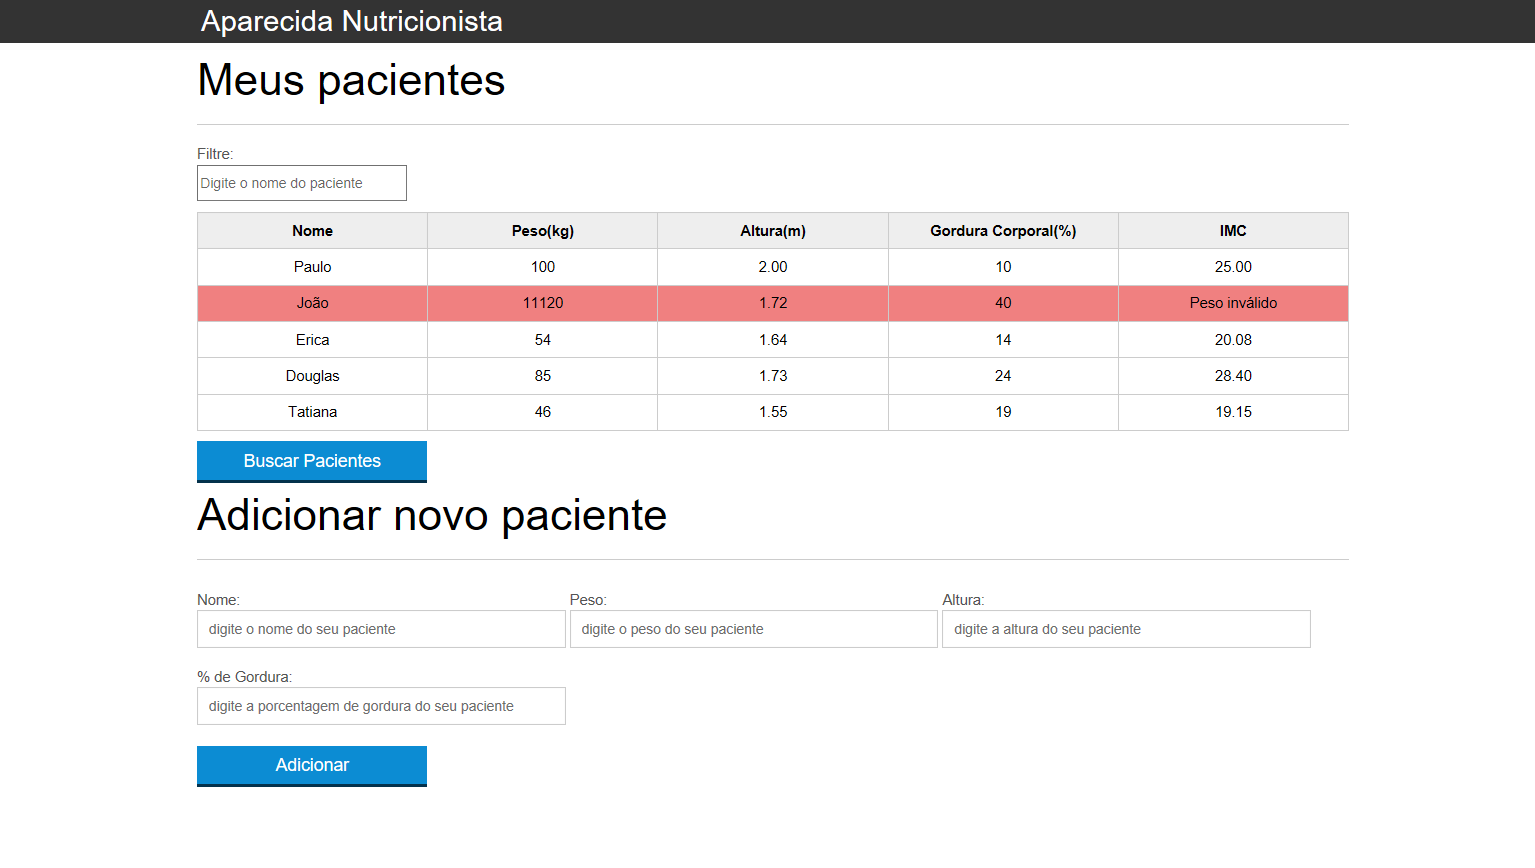 Aparecida Nutricionista
Meus pacientes
Filtre:
Digite o nome do paciente
Nome Peso(kg) Altura(m) Gordura Corporal(%) IMC
Paulo 100 2.00 10 25.00
João 11120 1.72 40 Peso inválido
Erica 54 1.64 14 20.08
Douglas 85 1.73 24 28.40
Tatiana 46 1.55 19 19.15
Buscar Pacientes
Adicionar novo paciente
Nome: Peso: Altura:
digite o nome do seu paciente digite o peso do seu paciente digite a altura do seu paciente
% de Gordura:
digite a porcentagem de gordura do seu paciente
Adicionar